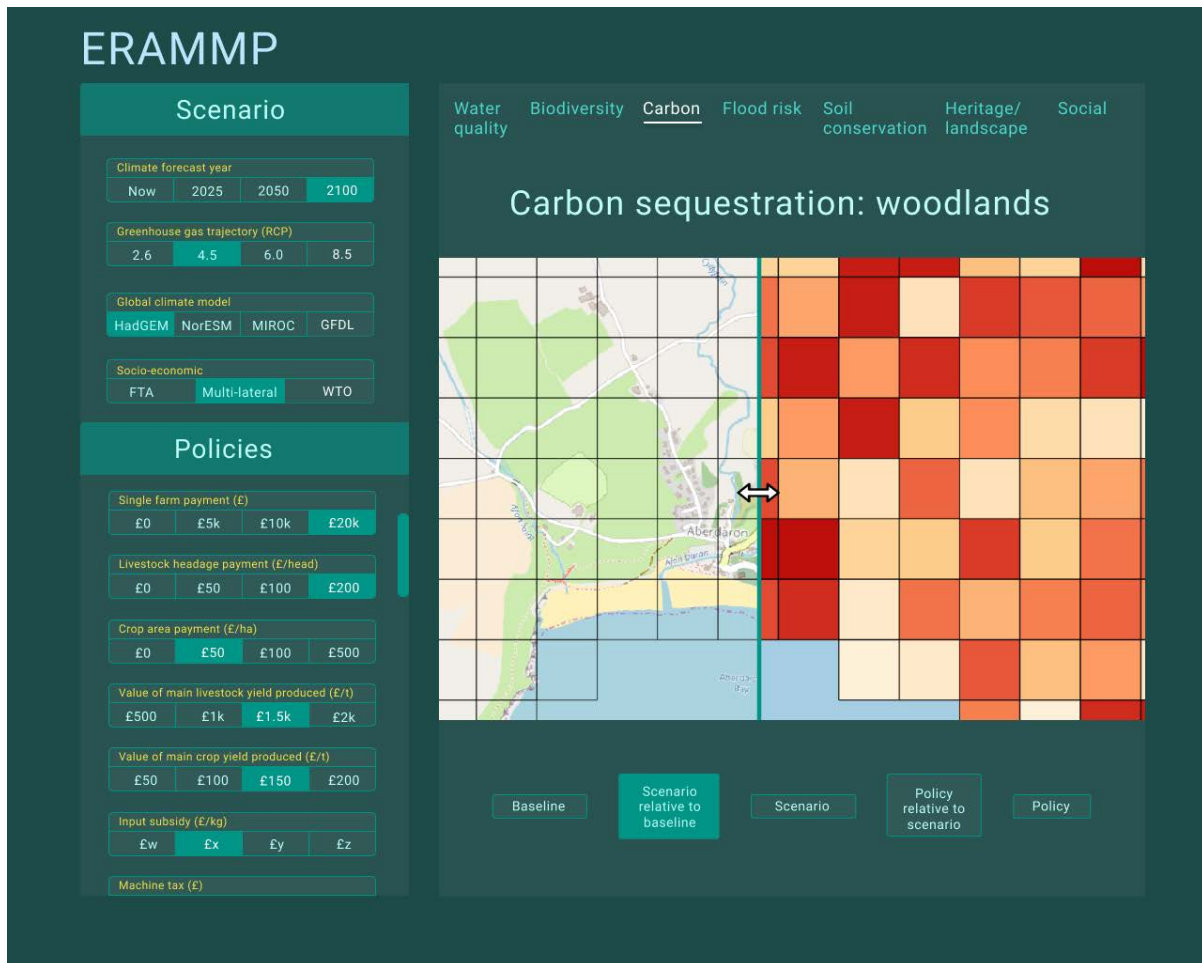 ERAMMP
Scenario
Climate forecast year
Now 2025 2050 2100
Greenhouse gas trajectory (RCP)
2.6 4.5 6.0 8.5
Global climate model
HadGEM NorESM MIROC GFDL
Socio-economic
FTA Multi-lateral WTO
Policies
Single farm payment (£)
£0 £5k £10k £20k
Livestock headage payment (£/head)
£0 £50 £100 £200
Crop area payment (£/ha)
£0 £50 £100 £500
Value of main livestock yield produced (£/t)
£500 £1k £1.5k £2k
Value of main crop yield produced (£/t)
£50 £100 £150 £200
Input subsidy (£/kg)
£w £x £y £z
Machine tax (£)
Water
quality
Biodiversity
Carbon
Flood risk
Soil
conservation
Heritage/
landscape
Social
Carbon sequestration: woodlands
Aberdaron
Baseline
Scenario
relative to
baseline
Scenario
Policy
relative to
scenario
Policy